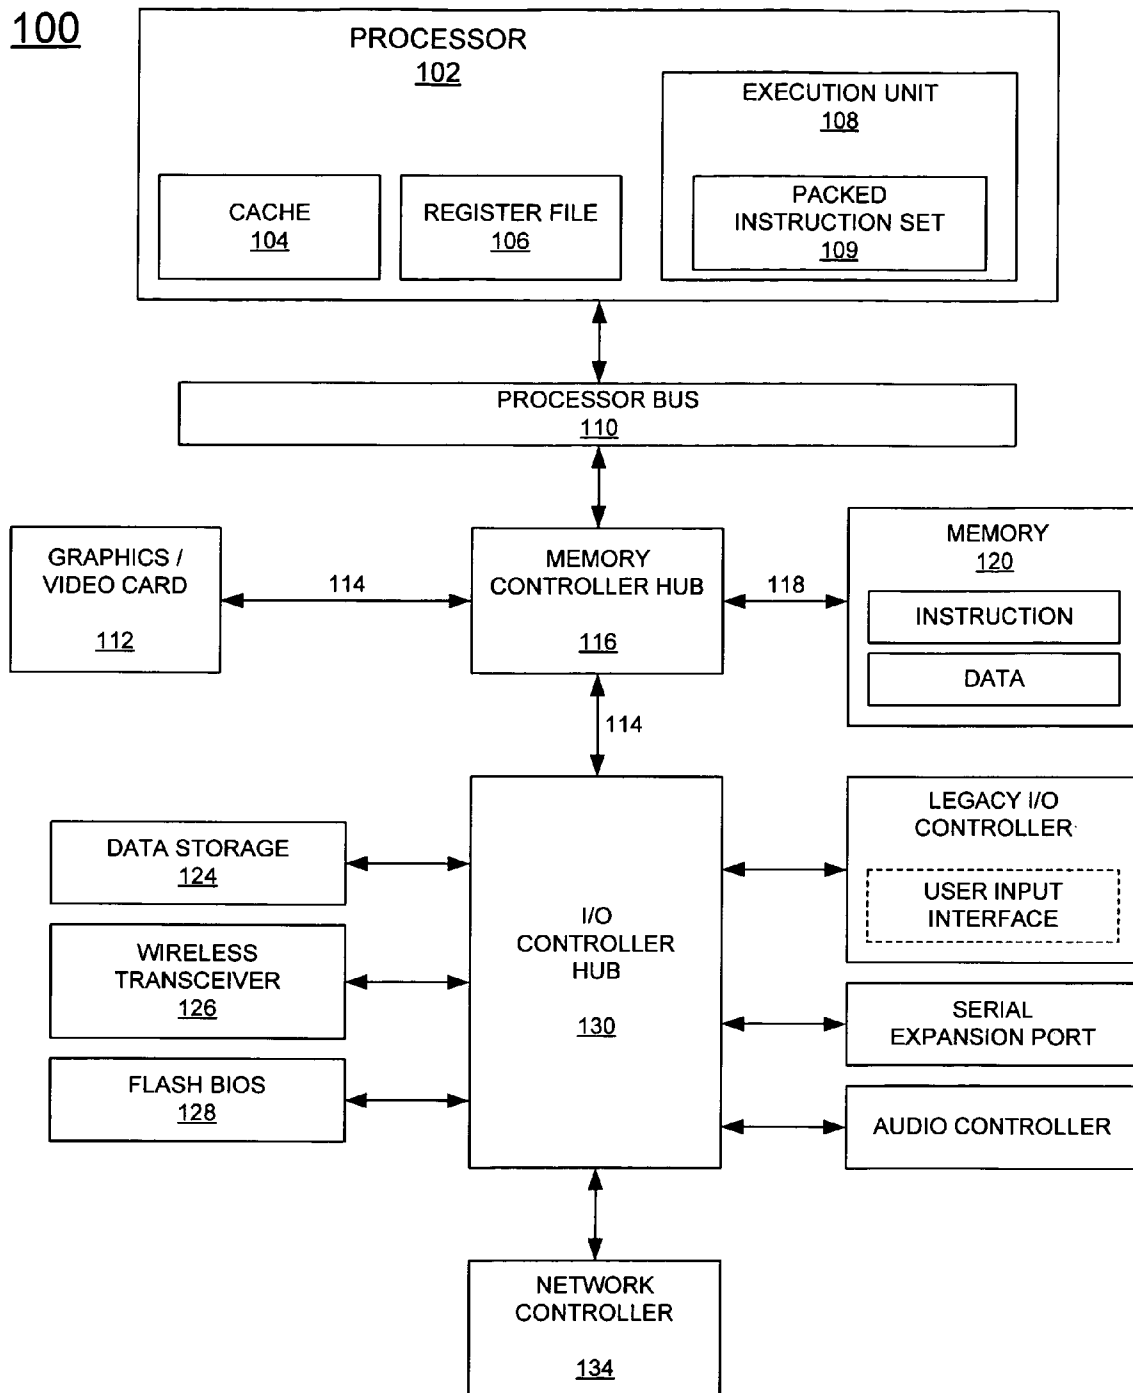 100
PROCESSOR
102
EXECUTION UNIT
108
PACKED
INSTRUCTION SET
109
CACHE
104
REGISTER FILE
106
PROCESSOR BUS
110
GRAPHICS /
VIDEO CARD
112
114
MEMORY
CONTROLLER HUB
116
118
MEMORY
120
INSTRUCTION
DATA
114
DATA STORAGE
124
WIRELESS
TRANSCEIVER
126
FLASH BIOS
128
I/O
CONTROLLER
HUB
130
LEGACY I/O
CONTROLLER
USER INPUT
INTERFACE
SERIAL
EXPANSION PORT
AUDIO CONTROLLER
NETWORK
CONTROLLER
134